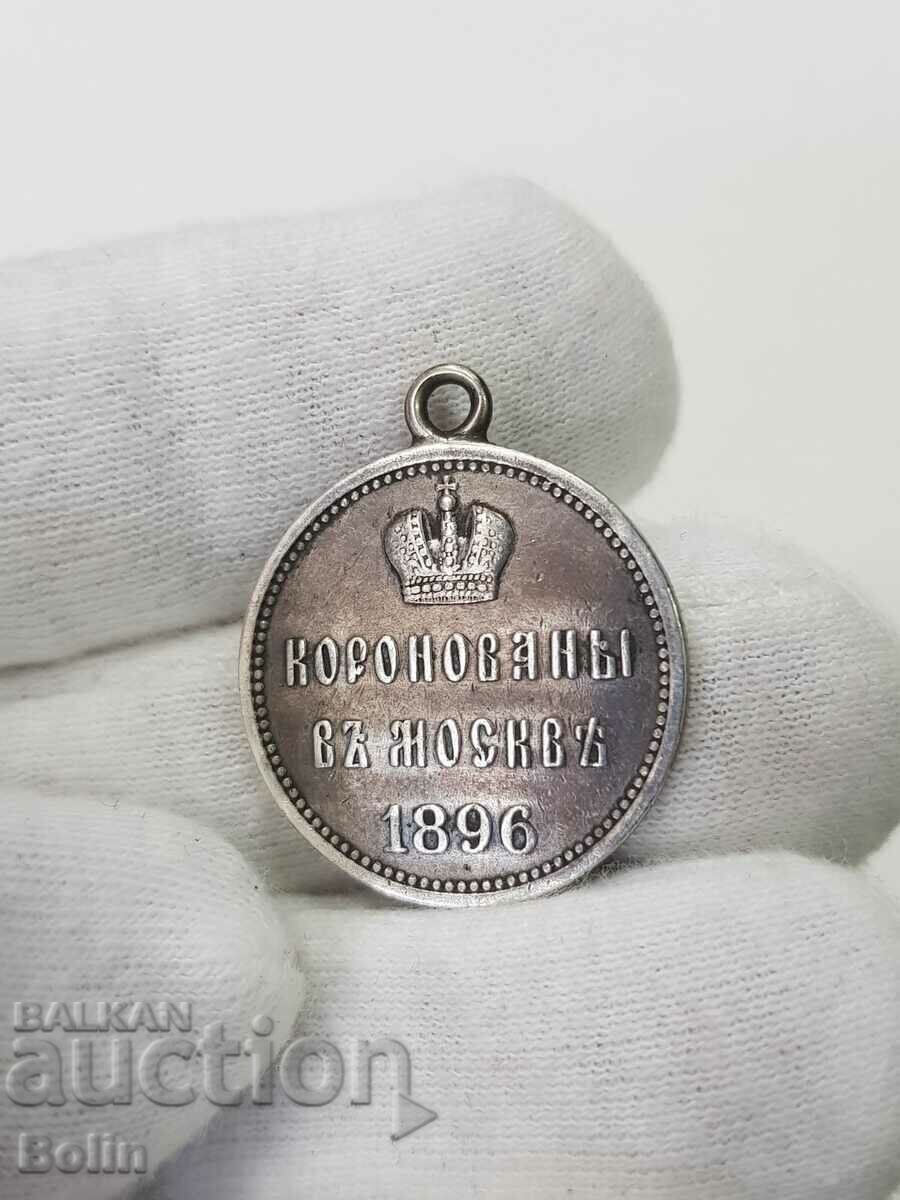 КОРОНОВАНЫ
ВЪ МОСКВѢ
1896
BALKAN
auction
Bolin